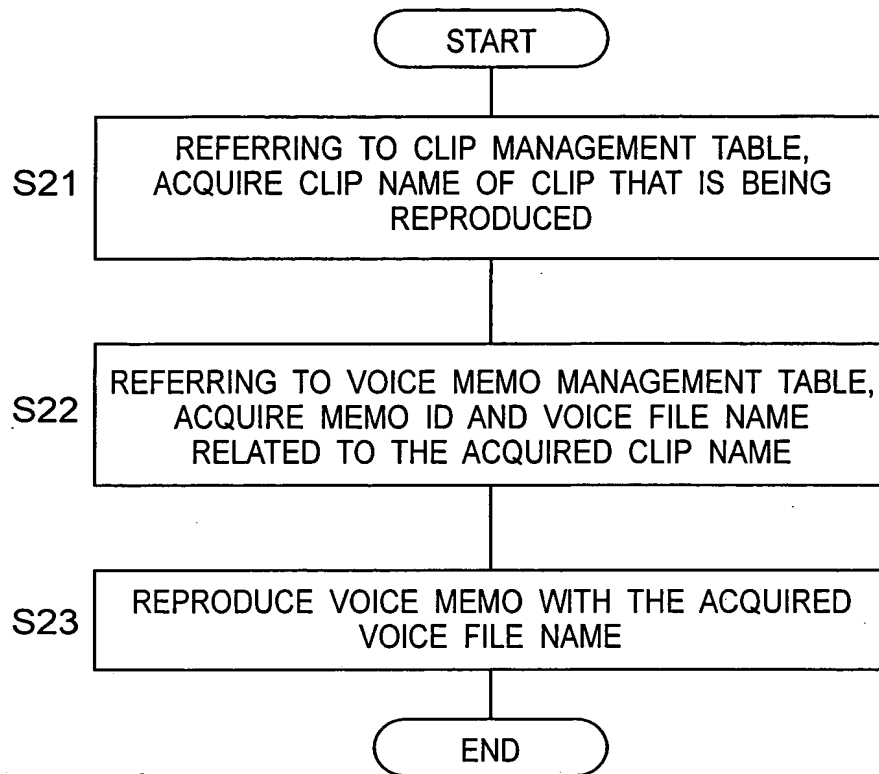 START
S21
REFERRING TO CLIP MANAGEMENT TABLE,
ACQUIRE CLIP NAME OF CLIP THAT IS BEING
REPRODUCED
S22
REFERRING TO VOICE MEMO MANAGEMENT TABLE,
ACQUIRE MEMO ID AND VOICE FILE NAME
RELATED TO THE ACQUIRED CLIP NAME
S23
REPRODUCE VOICE MEMO WITH THE ACQUIRED
VOICE FILE NAME
END